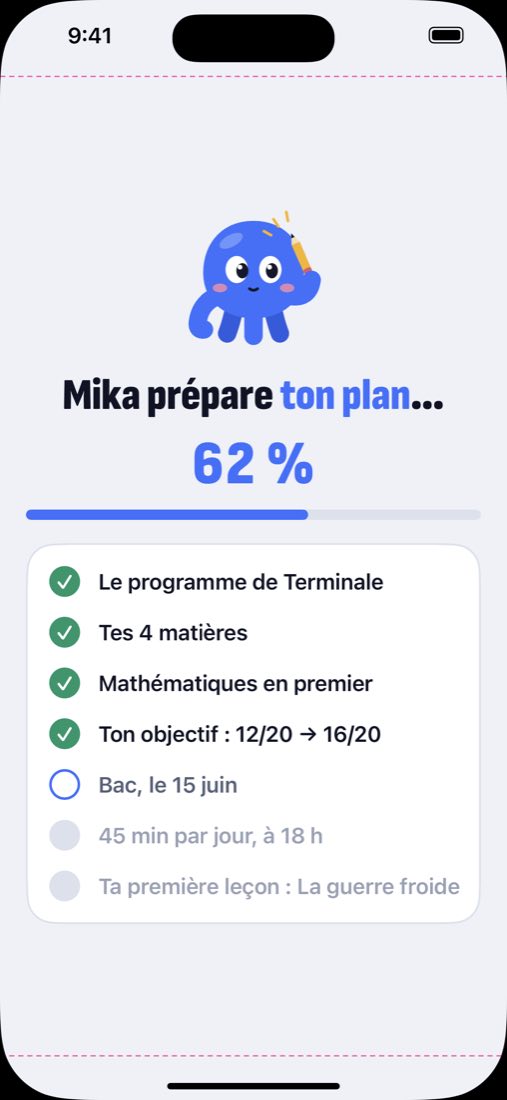 9:41
Mika prépare ton plan...
62 %
Le programme de Terminale
Tes 4 matières
Mathématiques en premier
Ton objectif : 12/20 → 16/20
Bac, le 15 juin
45 min par jour, à 18 h
Ta première leçon : La guerre froide